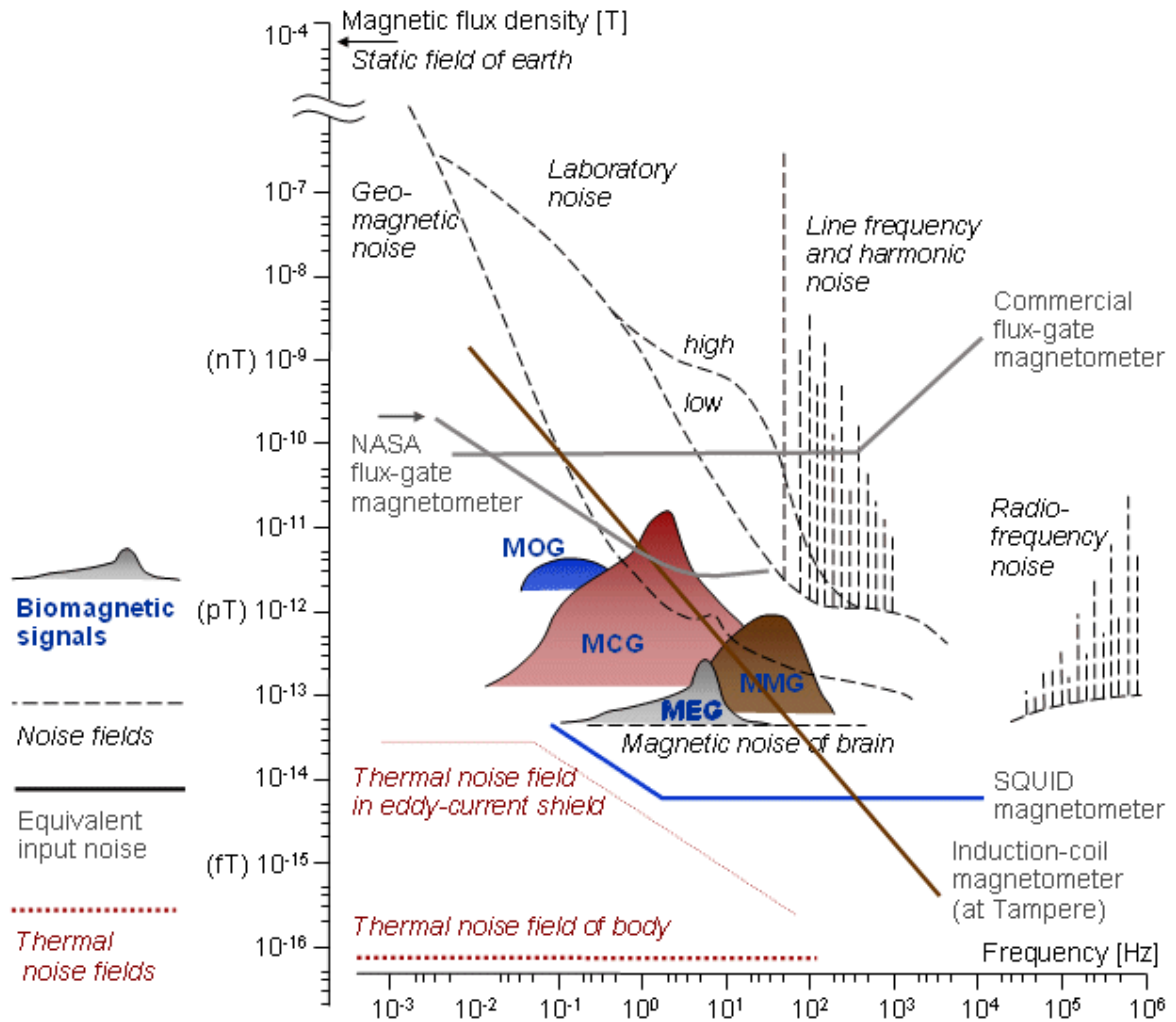 Magnetic flux density [T]
10-4
Static field of earth
10-7
10-8
(nT) 10-9
10-10
10-11
(pT) 10-12
10-13
10-14
(fT) 10-15
10-16
Geo-
magnetic
noise
Laboratory
noise
high
low
Line frequency
and harmonic
noise
Commercial
flux-gate
magnetometer
NASA
flux-gate
magnetometer
Radio-
frequency
noise
MOG
MCG
MMG
MEG
Magnetic noise of brain
Thermal noise field
in eddy-current shield
SQUID
magnetometer
Induction-coil
magnetometer
(at Tampere)
Thermal noise field of body
Frequency [Hz]
10-3 10-2 10-1 100 101 102 103 104 105 106
Biomagnetic
signals
Noise fields
Equivalent
input noise
Thermal
noise fields